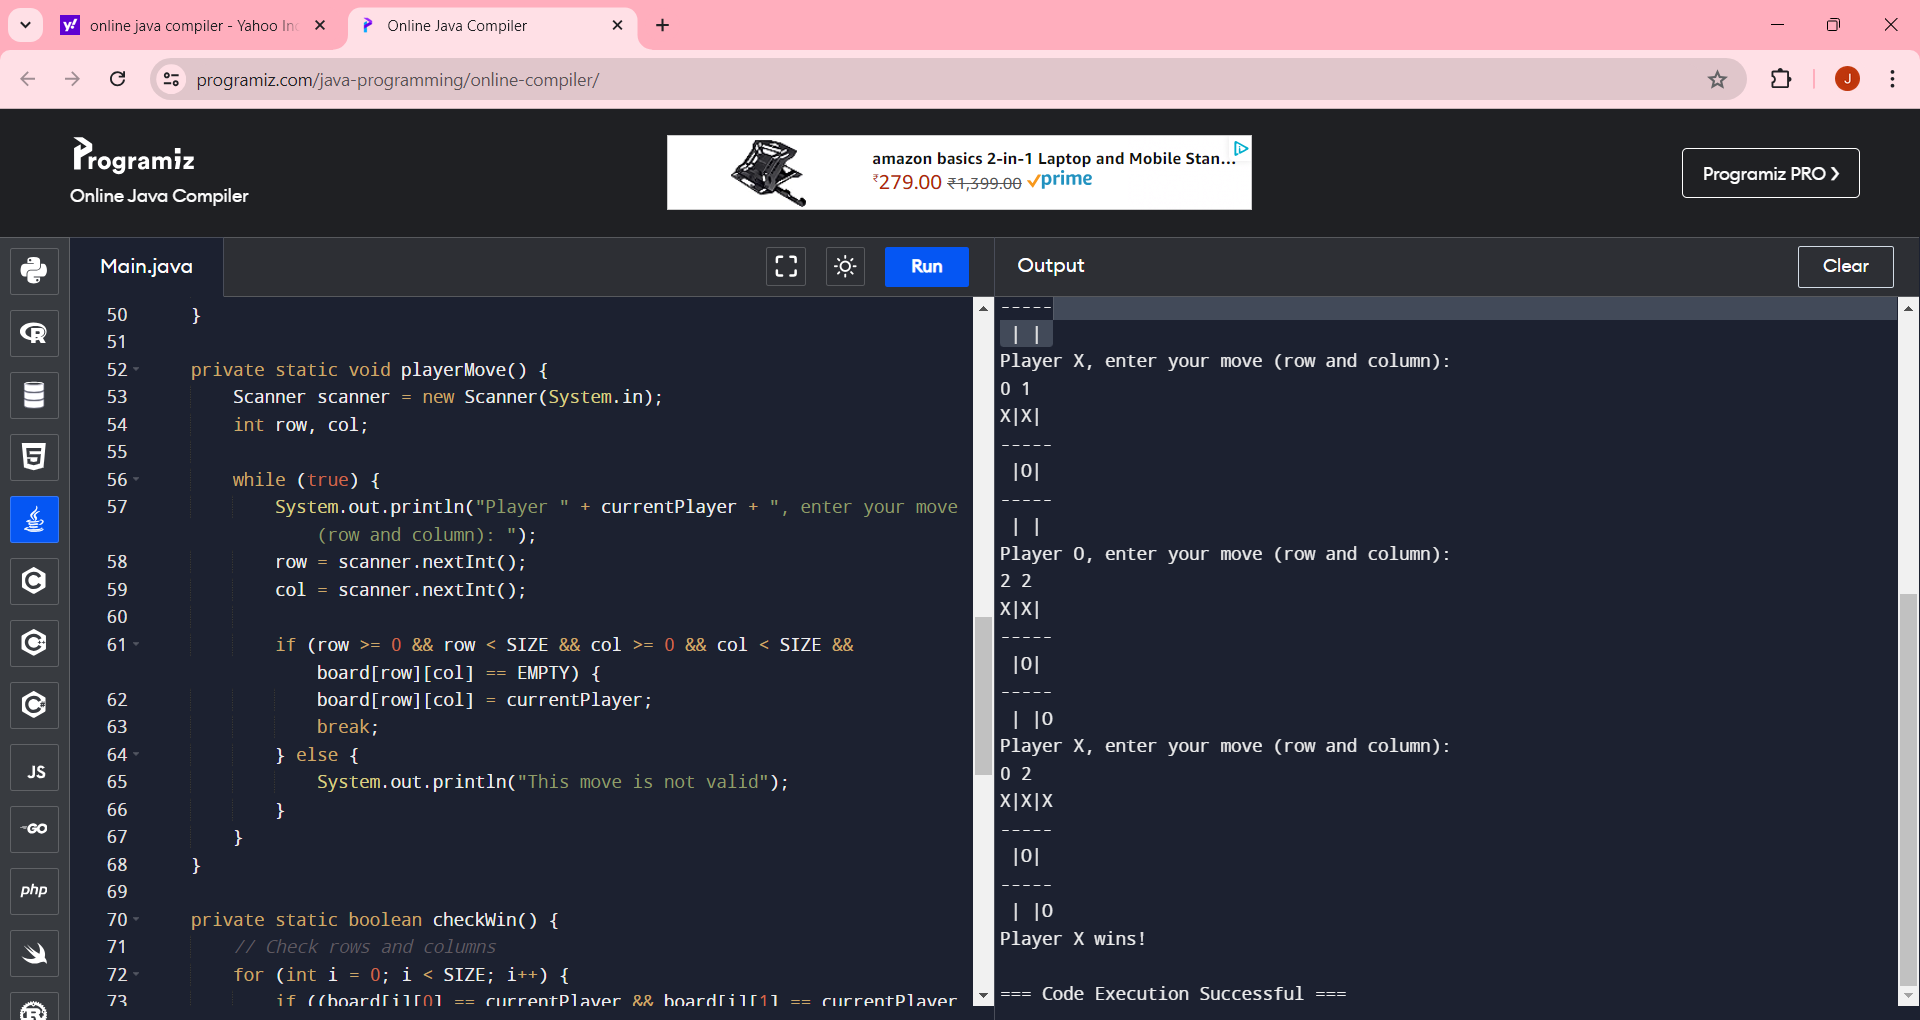 online java compiler - Yahoo In
Online Java Compiler
programiz.com/java-programming/online-compiler/
J
Programiz
Online Java Compiler
amazon basics 2-in-1 Laptop and Mobile Stan...
₹279.00 ₹1,399.00 prime
Programiz PRO
Main.java
Run
Output
Clear
JS
GO
php
50 }
51
52 private static void playerMove() {
53 Scanner scanner = new Scanner(System.in);
54 int row, col;
55
56 while (true) {
57 System.out.println("Player " + currentPlayer + ", enter your move
(row and column): ");
58 row = scanner.nextInt();
59 col = scanner.nextInt();
60
61 if (row >= 0 && row < SIZE && col >= 0 && col < SIZE &&
board[row][col] == EMPTY) {
62 board[row][col] = currentPlayer;
63 break;
64 } else {
65 System.out.println("This move is not valid");
66 }
67 }
68 }
69
70 private static boolean checkWin() {
71 // Check rows and columns
72 for (int i = 0; i < SIZE; i++) {
73 if ((board[i][0] == currentPlayer && board[i][1] == currentPlayer
-----
 | |
Player X, enter your move (row and column):
0 1
X|X|
-----
 |O|
-----
 | |
Player O, enter your move (row and column):
2 2
X|X|
-----
 |O|
-----
 | |O
Player X, enter your move (row and column):
0 2
X|X|X
-----
 |O|
-----
 | |O
Player X wins!
=== Code Execution Successful ===